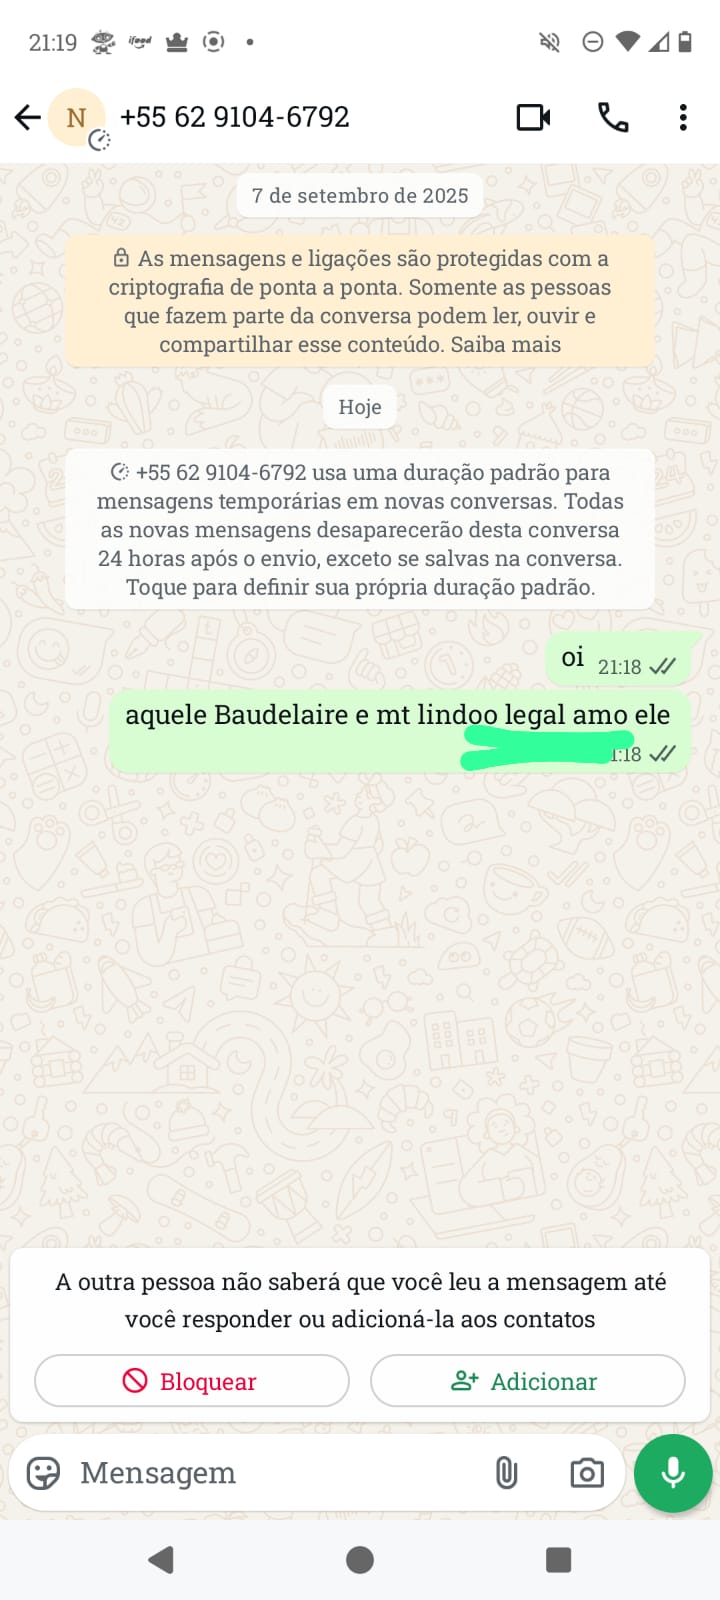 21:19
ifood
N
+55 62 9104-6792
7 de setembro de 2025
As mensagens e ligações são protegidas com a
criptografia de ponta a ponta. Somente as pessoas
que fazem parte da conversa podem ler, ouvir e
compartilhar esse conteúdo. Saiba mais
Hoje
+55 62 9104-6792 usa uma duração padrão para
mensagens temporárias em novas conversas. Todas
as novas mensagens desaparecerão desta conversa
24 horas após o envio, exceto se salvas na conversa.
Toque para definir sua própria duração padrão.
oi 21:18
aquele Baudelaire e mt lindoo legal amo ele
1:18
A outra pessoa não saberá que você leu a mensagem até
você responder ou adicioná-la aos contatos
Bloquear
Adicionar
Mensagem